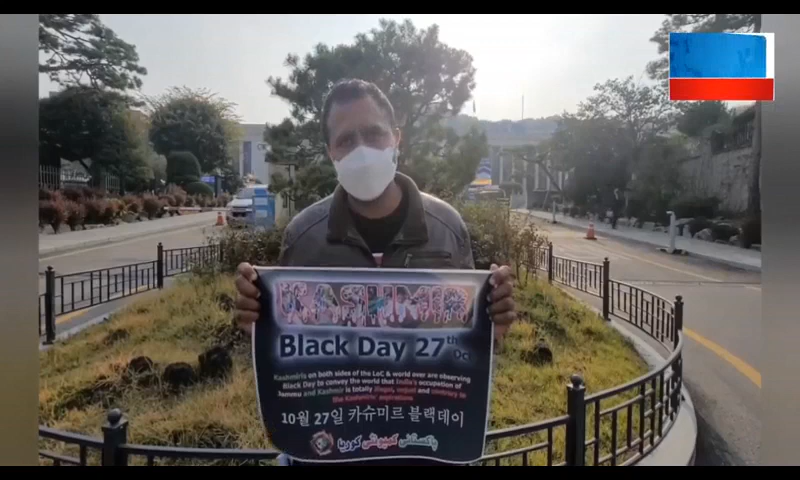 KASHMIR
Black Day 27th Oc
Kashmiris on both sides of the LoC & world over are observing
Black Day to convey the world that India's occupation of
Jammu and Kashmir is totally illegal, unjust and contrary to
the Kashmiris' aspirations
10월 27일 카슈미르 블랙데이
پاکستانی کمیونٹی کوریا